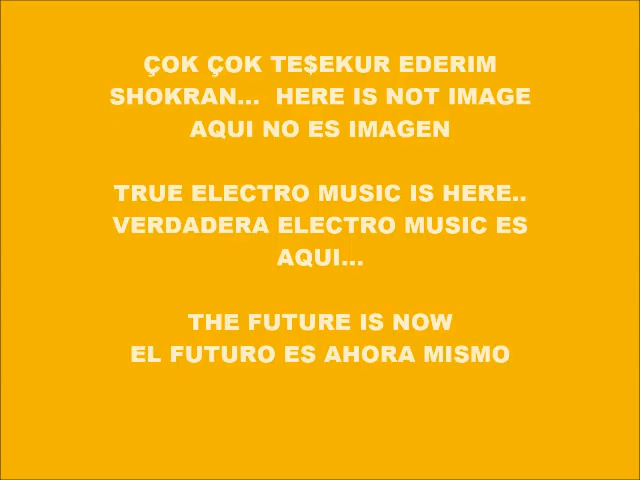 ÇOK ÇOK TE$EKUR EDERIM
SHOKRAN... HERE IS NOT IMAGE
AQUI NO ES IMAGEN
TRUE ELECTRO MUSIC IS HERE..
VERDADERA ELECTRO MUSIC ES
AQUI...
THE FUTURE IS NOW
EL FUTURO ES AHORA MISMO